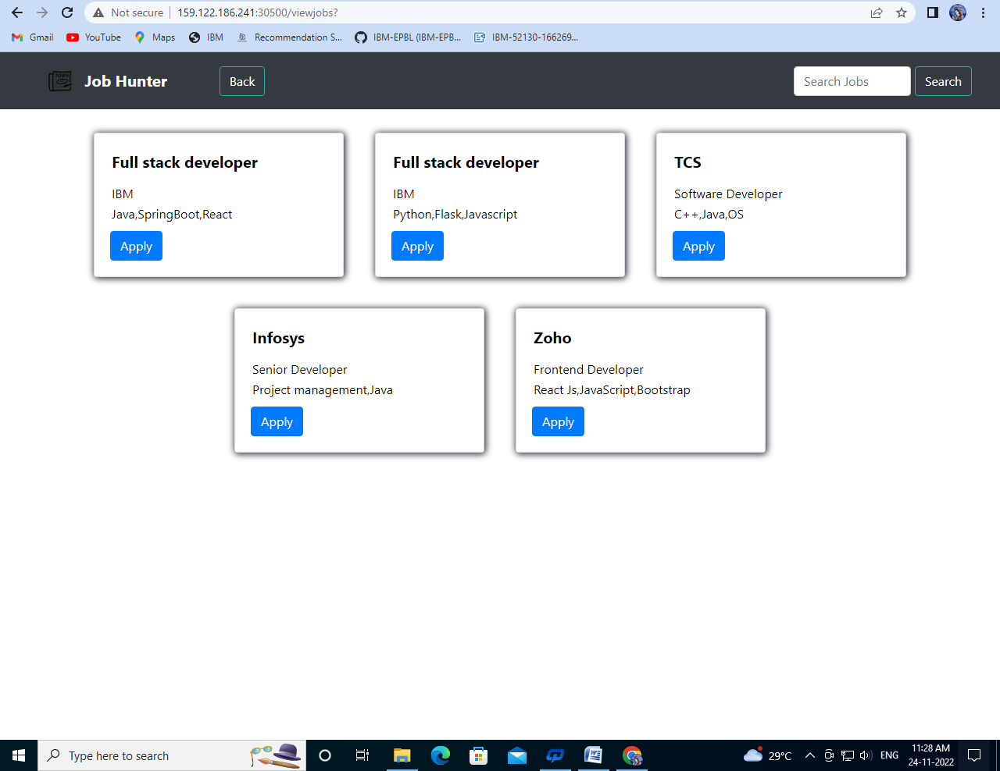 Not secure 159.122.186.241:30500/viewjobs?
Gmail YouTube Maps IBM Recommendation S... IBM-EPBL (IBM-EPB... IBM-52130-166269...
Job Hunter Back Search Jobs Search
Full stack developer
IBM
Java,SpringBoot,React
Apply
Full stack developer
IBM
Python,Flask,Javascript
Apply
TCS
Software Developer
C++,Java,OS
Apply
Infosys
Senior Developer
Project management,Java
Apply
Zoho
Frontend Developer
React Js,JavaScript,Bootstrap
Apply
Type here to search
29°C ENG 11:28 AM
24-11-2022